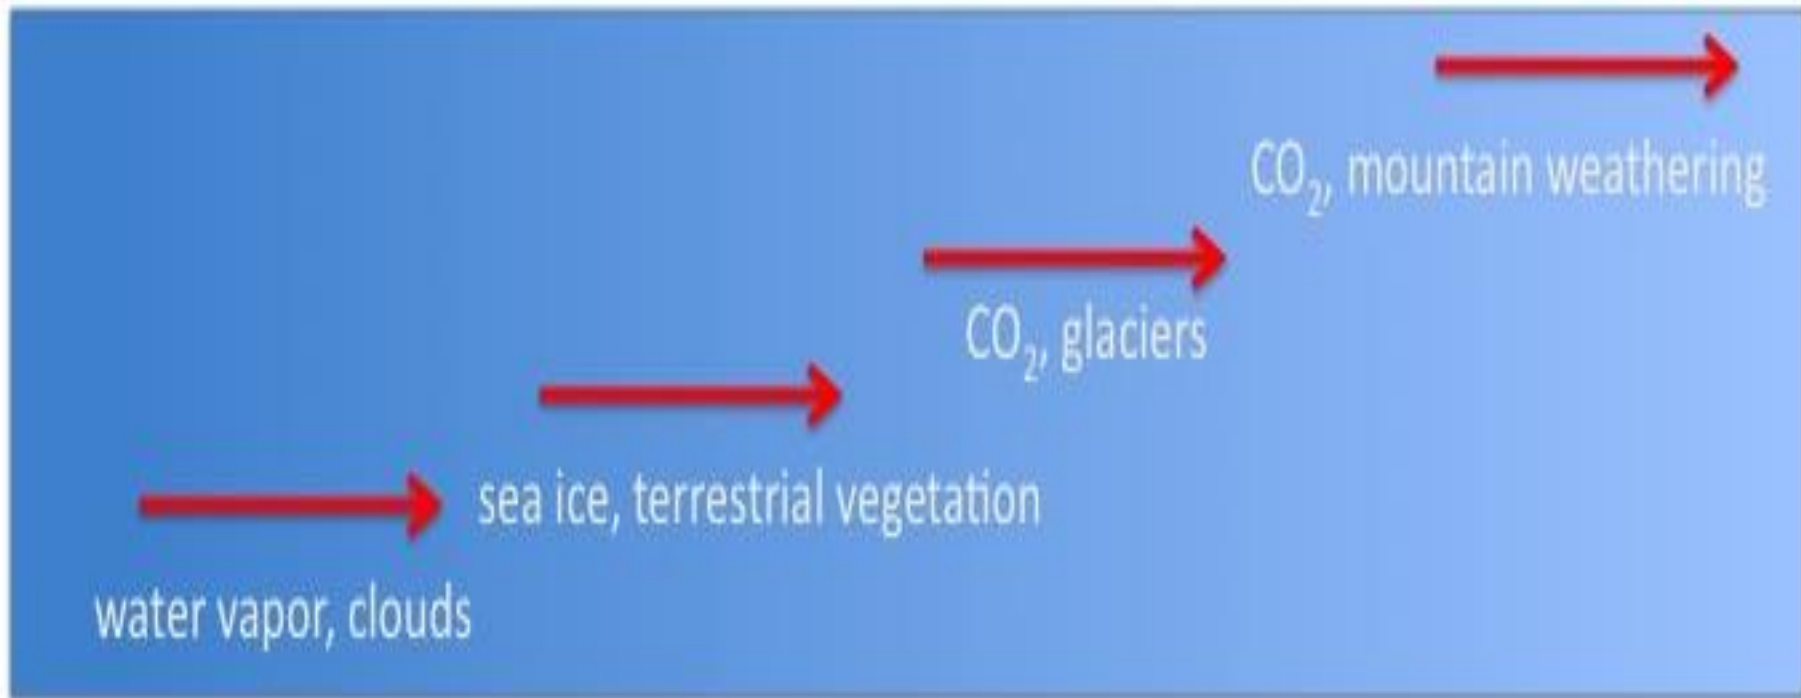 CO₂, mountain weathering
CO₂, glaciers
sea ice, terrestrial vegetation
water vapor, clouds